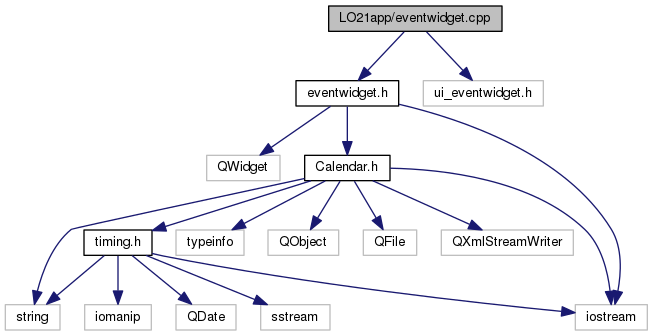 LO21app/eventwidget.cpp
eventwidget.h
ui_eventwidget.h
QWidget
Calendar.h
timing.h
typeinfo
QObject
QFile
QXmlStreamWriter
string
iomanip
QDate
sstream
iostream